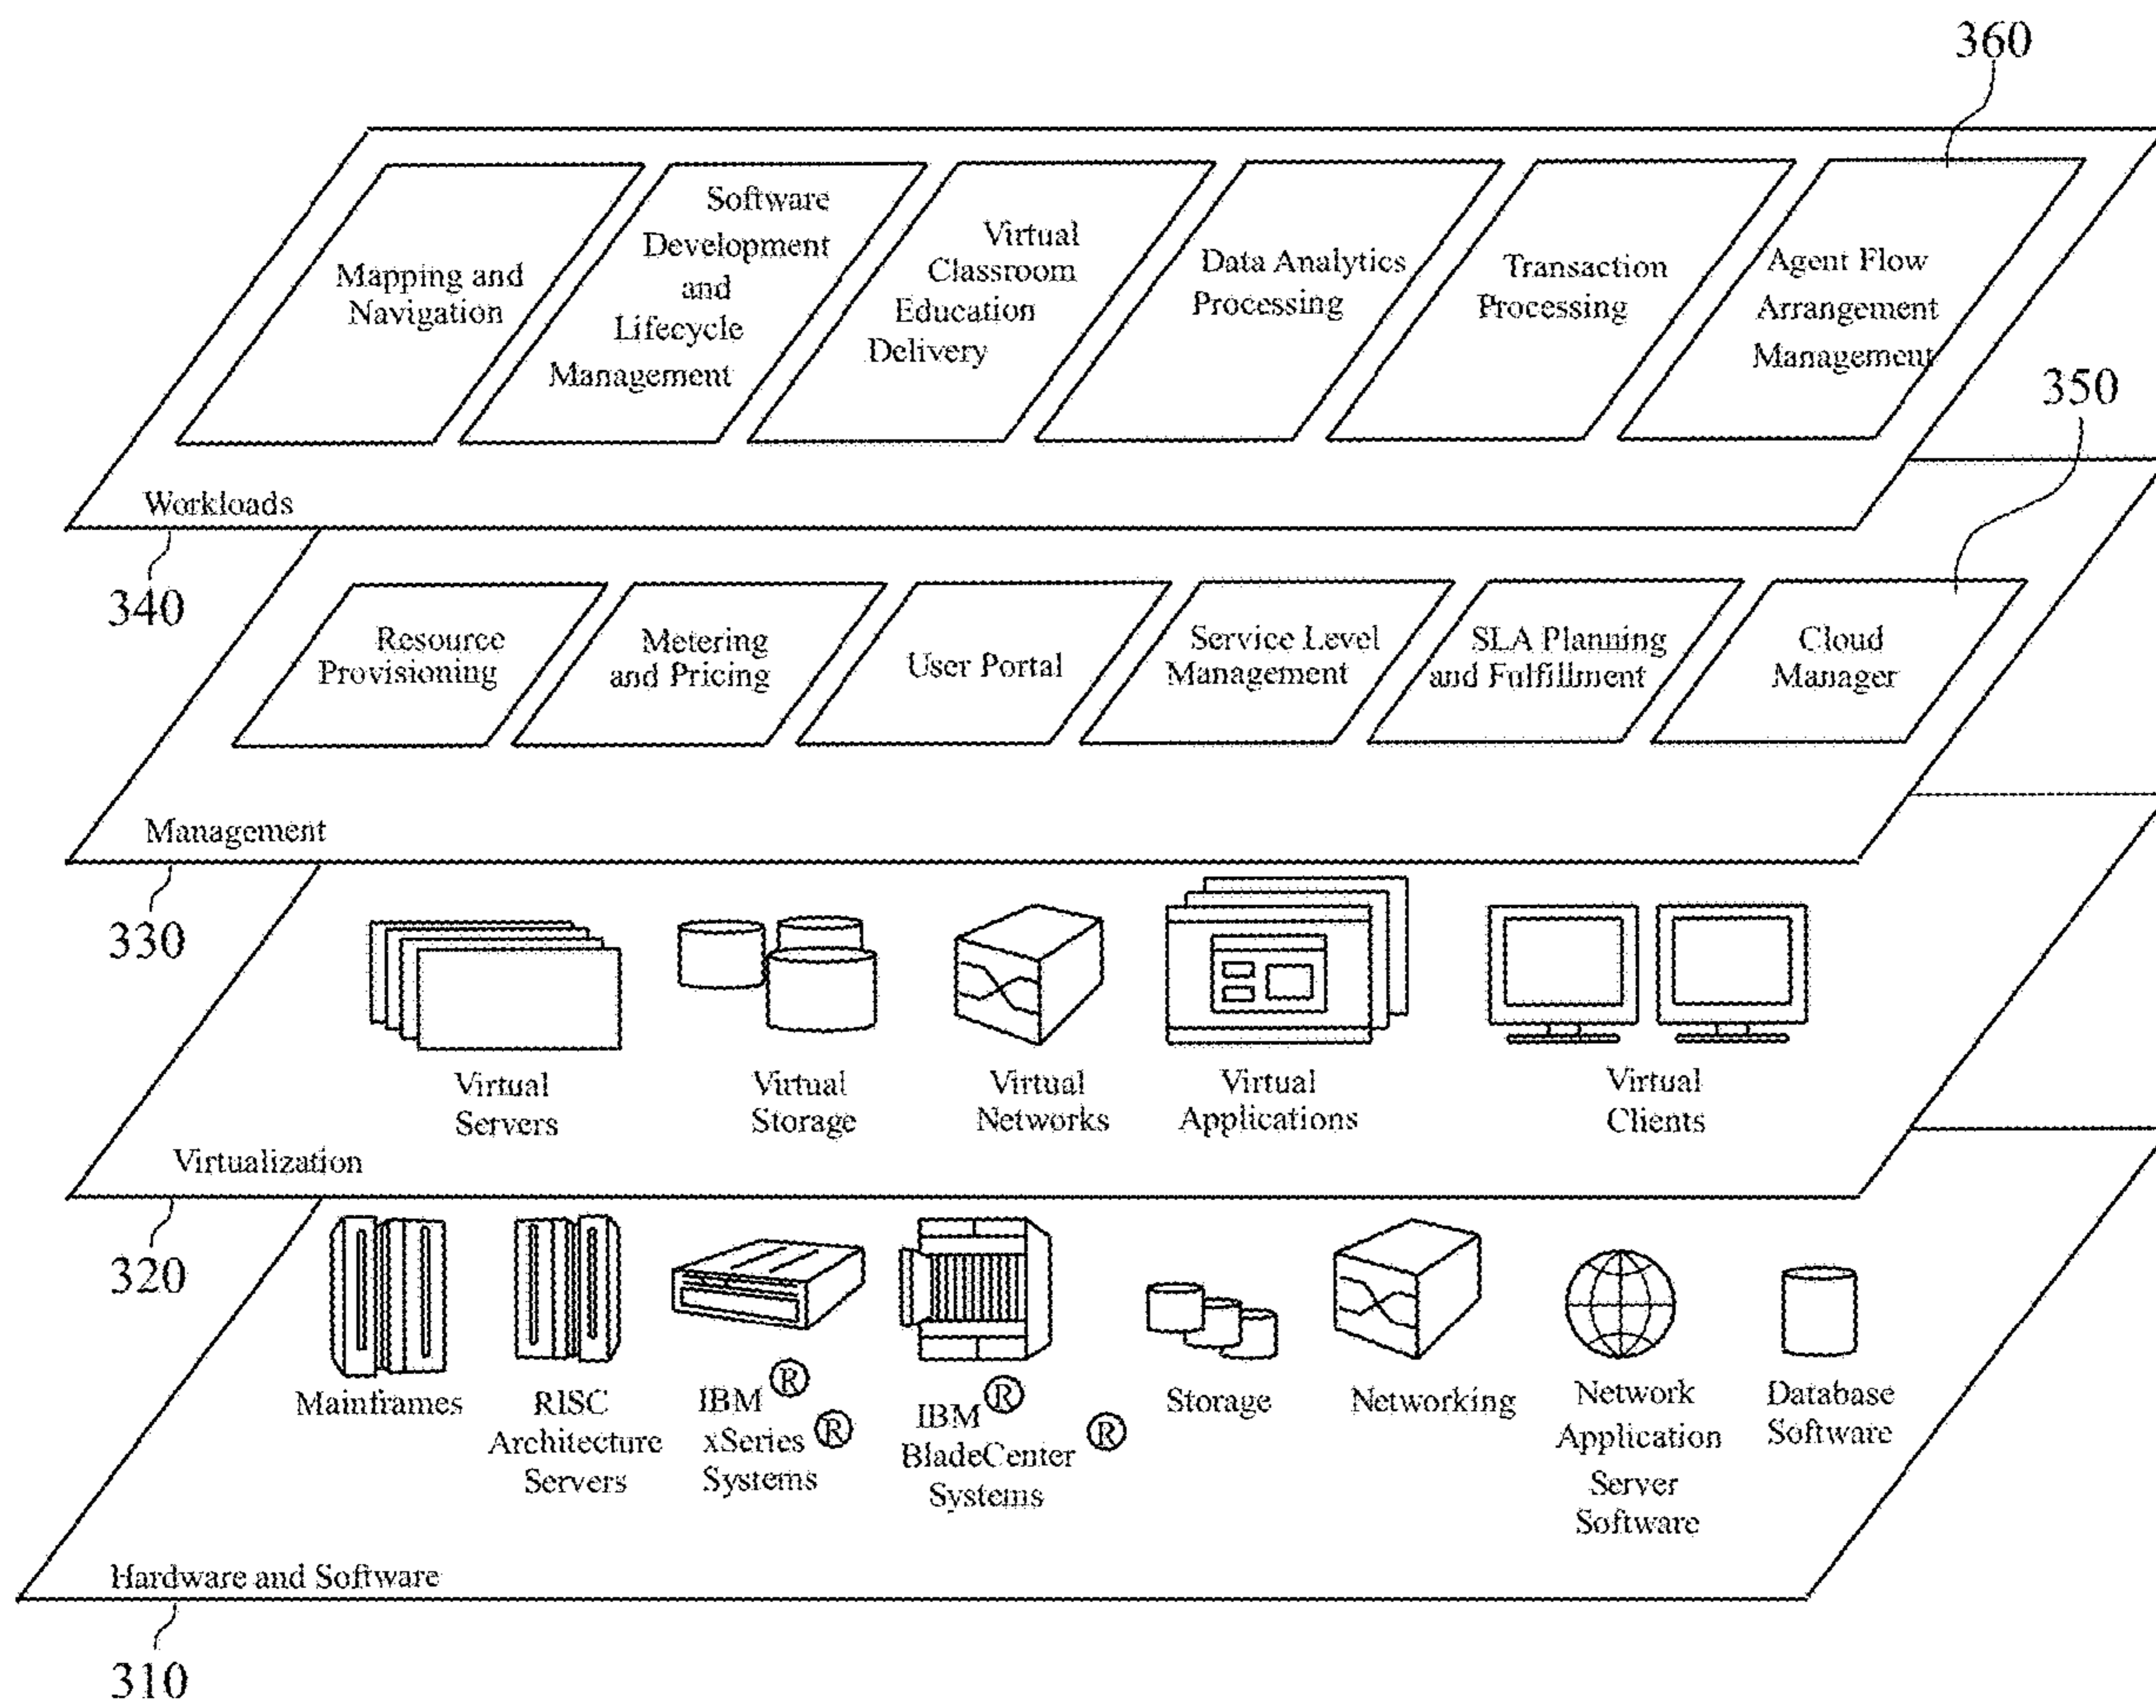 360
Mapping and
Navigation
Software
Development
and
Lifecycle
Management
Virtual
Classroom
Education
Delivery
Data Analytics
Processing
Transaction
Processing
Agent Flow
Arrangement
Management
350
Workloads
340
Resource
Provisioning
Metering
and Pricing
User Portal
Service Level
Management
SLA Planning
and Fulfillment
Cloud
Manager
Management
330
Virtual
Servers
Virtual
Storage
Virtual
Networks
Virtual
Applications
Virtual
Clients
Virtualization
320
Mainframes
RISC
Architecture
Servers
IBM ®
xSeries ®
Systems
IBM ®
BladeCenter ®
Systems
Storage
Networking
Network
Application
Server
Software
Database
Software
Hardware and Software
310